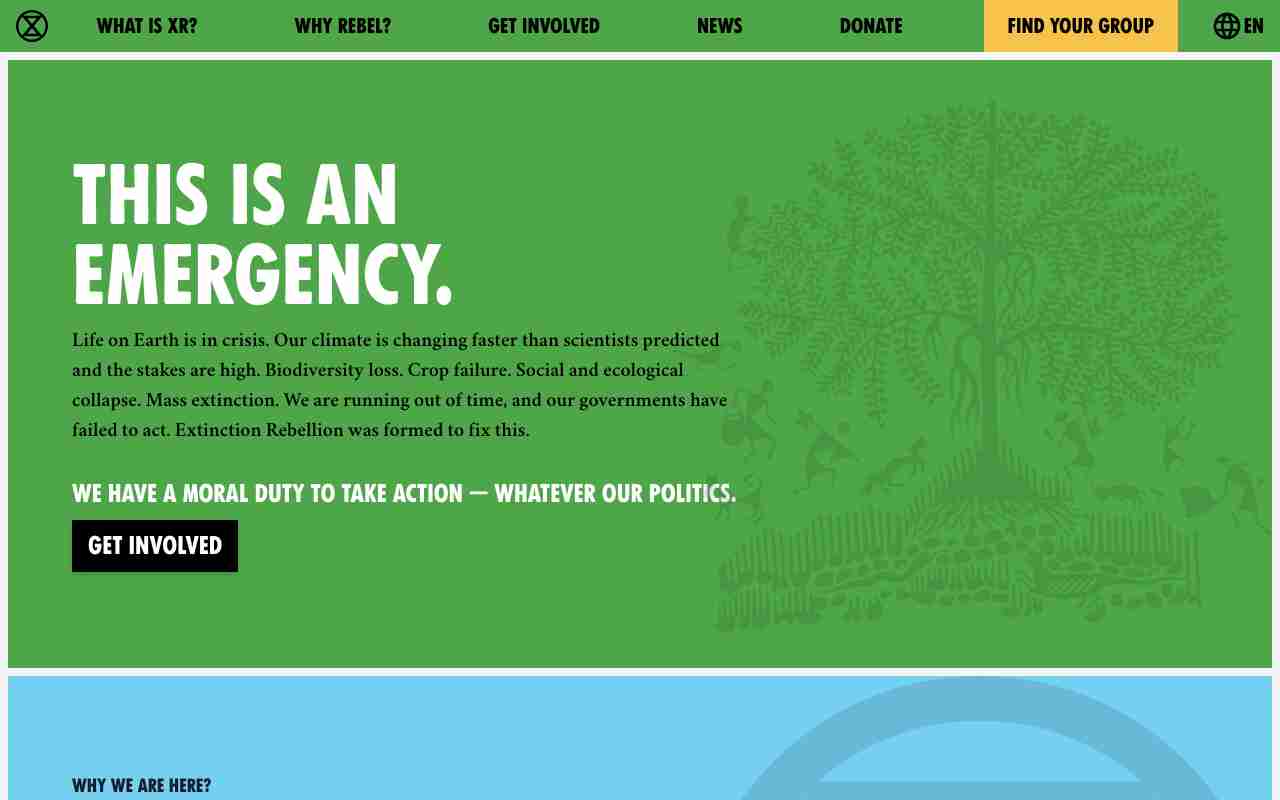 WHAT IS XR?
WHY REBEL?
GET INVOLVED
NEWS
DONATE
FIND YOUR GROUP
EN
THIS IS AN
EMERGENCY.
Life on Earth is in crisis. Our climate is changing faster than scientists predicted
and the stakes are high. Biodiversity loss. Crop failure. Social and ecological
collapse. Mass extinction. We are running out of time, and our governments have
failed to act. Extinction Rebellion was formed to fix this.
WE HAVE A MORAL DUTY TO TAKE ACTION — WHATEVER OUR POLITICS.
GET INVOLVED
WHY WE ARE HERE?